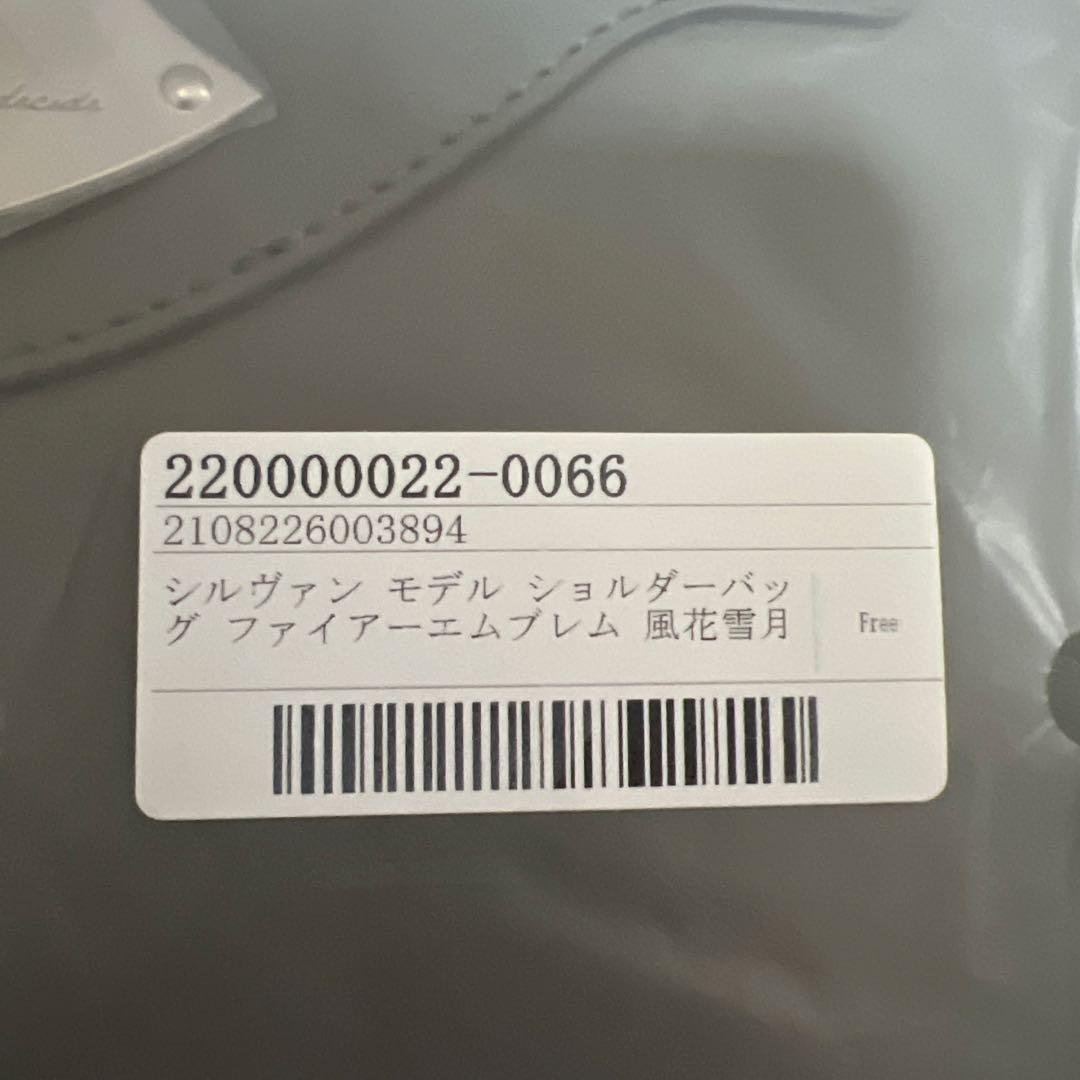 220000022-0066
2108226003894
シルヴァン モデル ショルダーバッ
グ ファイアーエムブレム 風花雪月
Free